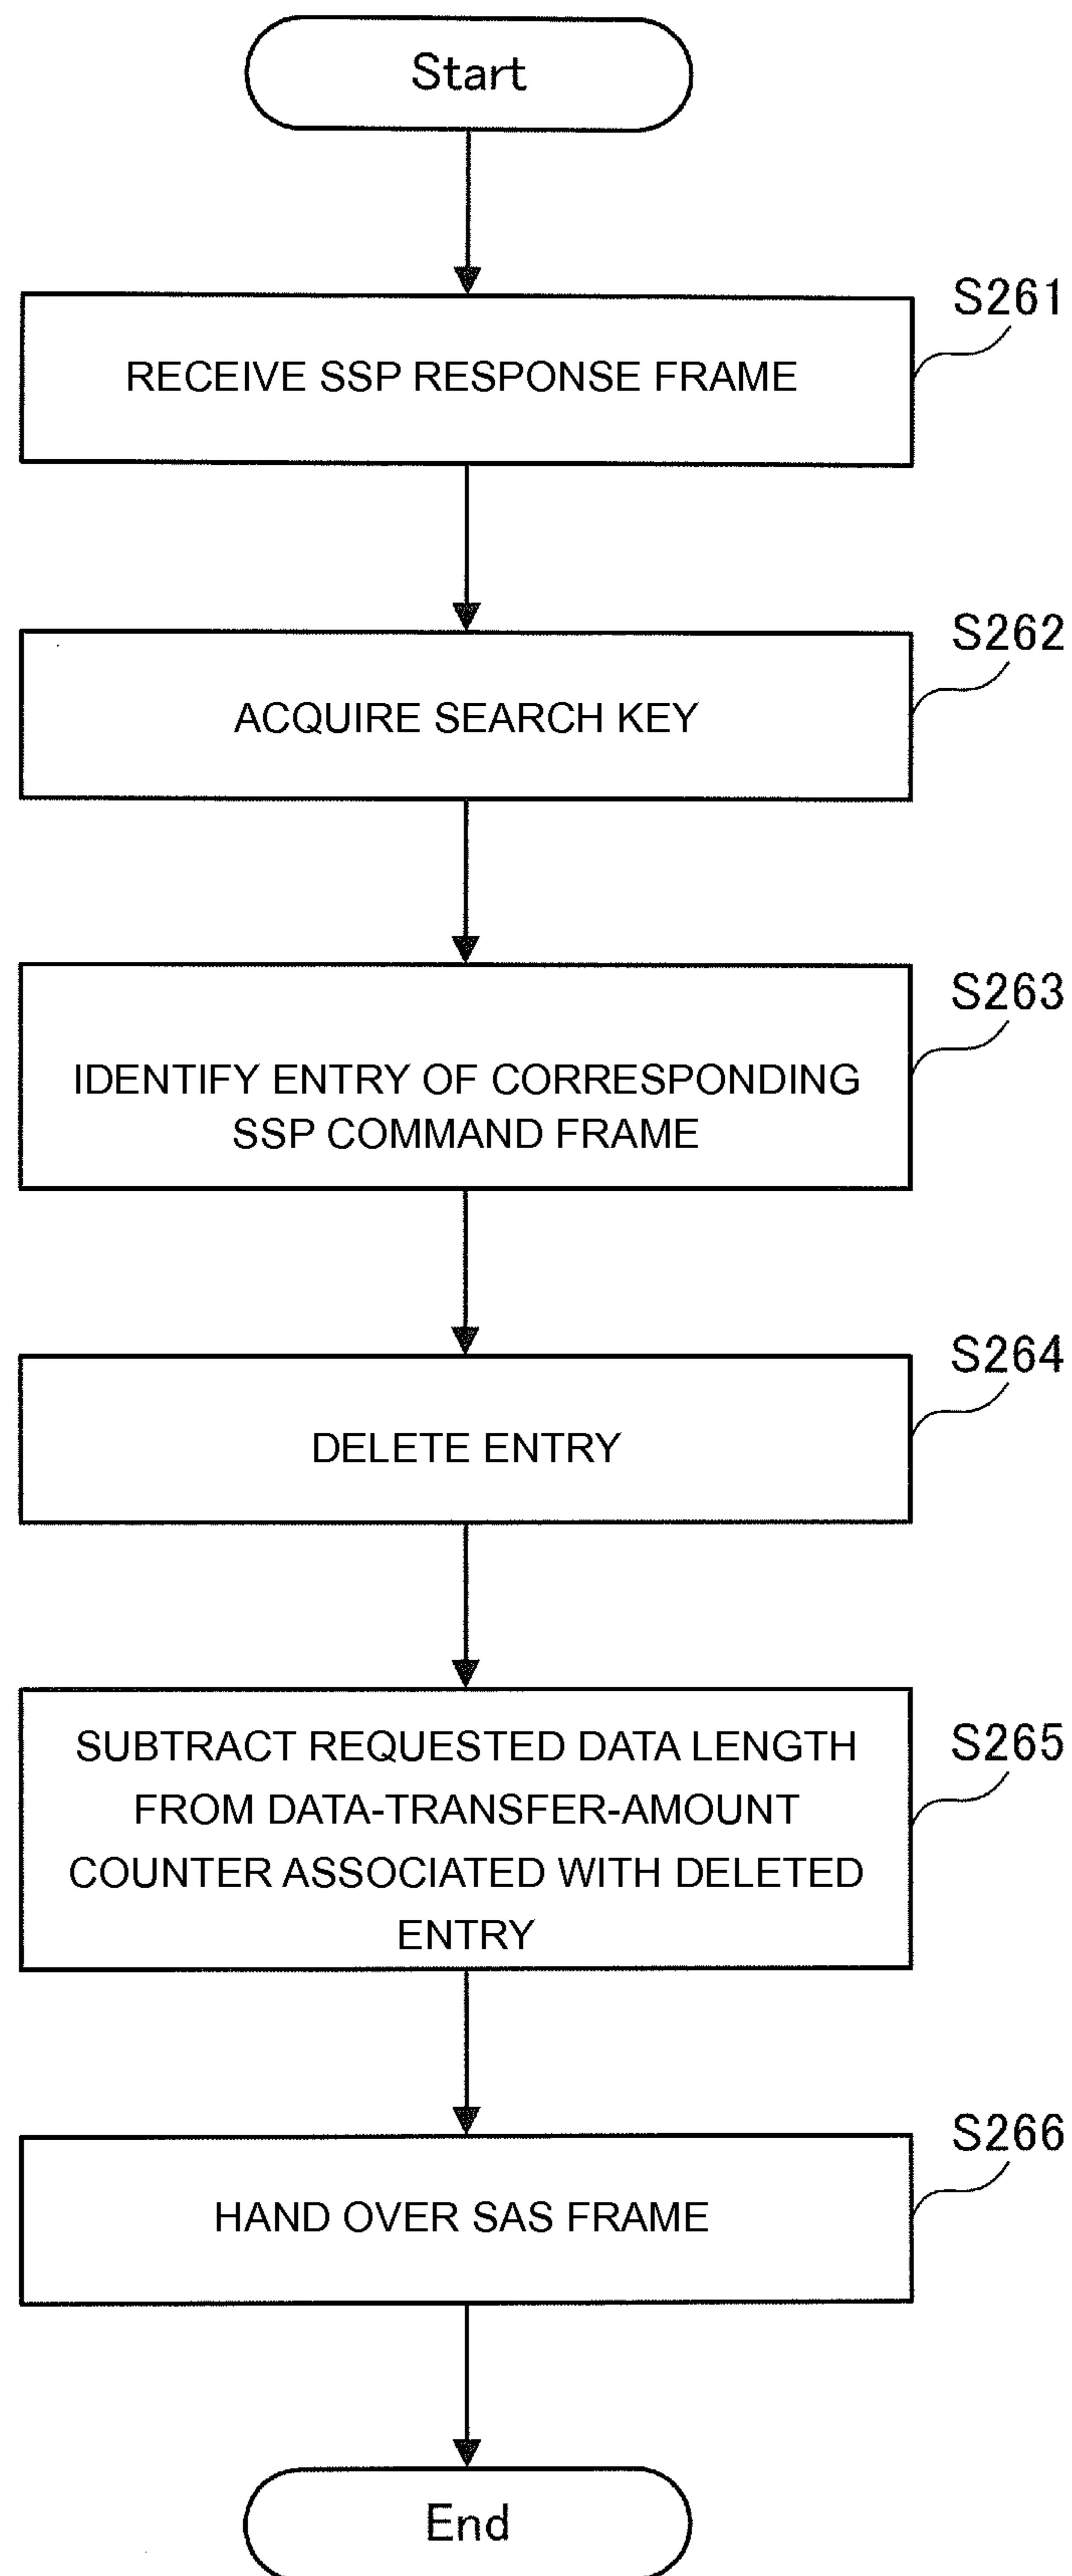 Start
S261
RECEIVE SSP RESPONSE FRAME
S262
ACQUIRE SEARCH KEY
S263
IDENTIFY ENTRY OF CORRESPONDING
SSP COMMAND FRAME
S264
DELETE ENTRY
S265
SUBTRACT REQUESTED DATA LENGTH
FROM DATA-TRANSFER-AMOUNT
COUNTER ASSOCIATED WITH DELETED
ENTRY
S266
HAND OVER SAS FRAME
End